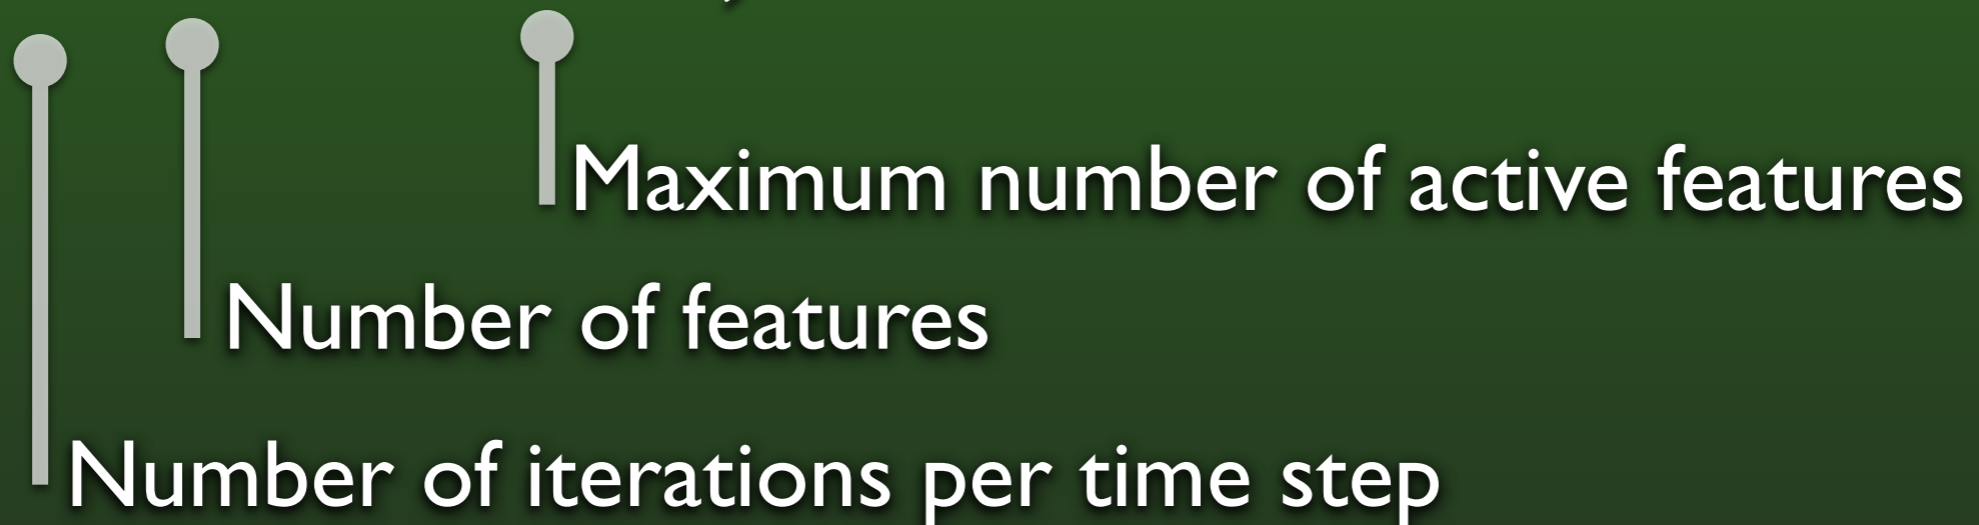 Maximum number of active features
Number of features
Number of iterations per time step